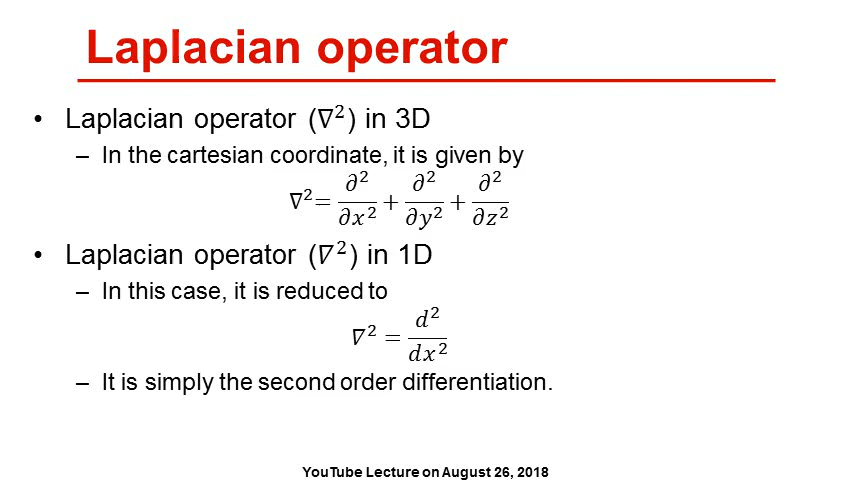 Laplacian operator
• Laplacian operator (∇²) in 3D
– In the cartesian coordinate, it is given by
∇²= ∂²/∂x² + ∂²/∂y² + ∂²/∂z²
• Laplacian operator (∇²) in 1D
– In this case, it is reduced to
∇² = d²/dx²
– It is simply the second order differentiation.
YouTube Lecture on August 26, 2018